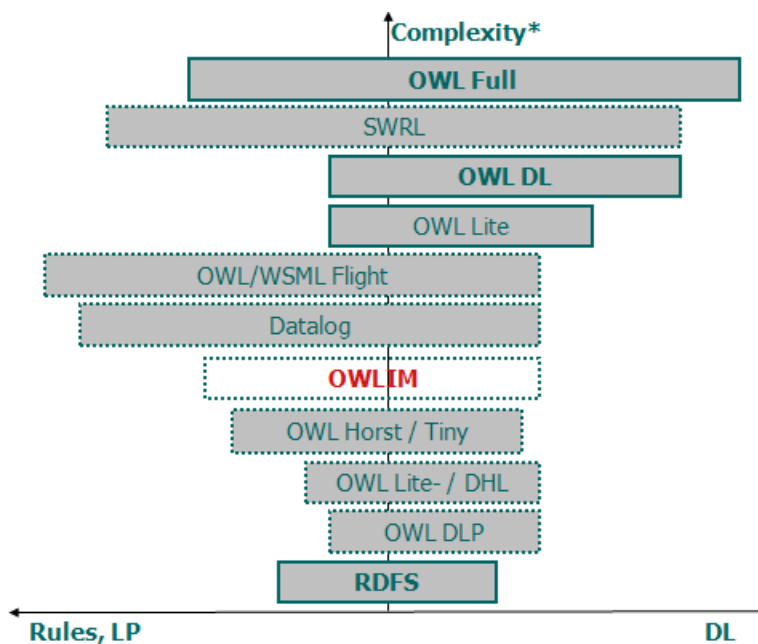 Complexity*
OWL Full
SWRL
OWL DL
OWL Lite
OWL/WSML Flight
Datalog
OWLIM
OWL Horst / Tiny
OWL Lite- / DHL
OWL DLP
RDFS
Rules, LP
DL